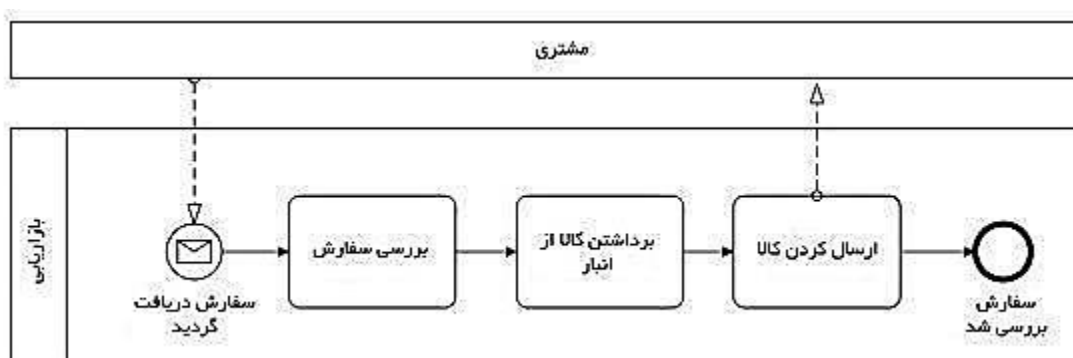 مشتری
بازاریابی
سفارش دریافت
گردید
بررسی سفارش
برداشتن کالا از
انبار
ارسال کردن کالا
سفارش
بررسی شد